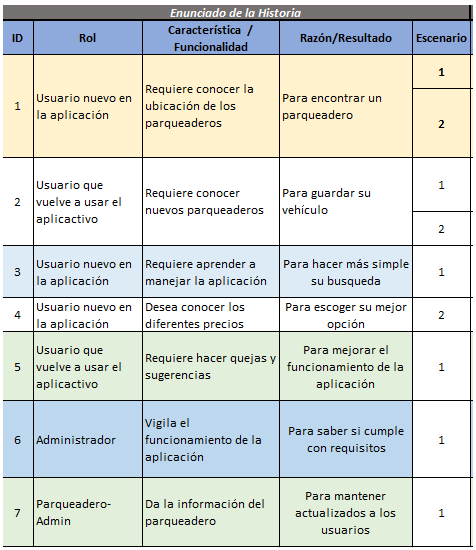 Enunciado de la Historia
ID Rol Característica / Funcionalidad Razón/Resultado Escenario
1
Usuario nuevo en
la aplicación
Requiere conocer la
ubicación de los
parqueaderos
Para encontrar un
parqueadero
1
2
2
Usuario que
vuelve a usar el
aplicactivo
Requiere conocer
nuevos parqueaderos
Para guardar su
vehículo
1
2
3
Usuario nuevo en
la aplicación
Requiere aprender a
manejar la aplicación
Para hacer más simple
su busqueda
1
4
Usuario nuevo en
la aplicación
Desea conocer los
diferentes precios
Para escoger su mejor
opción
2
5
Usuario que
vuelve a usar el
aplicactivo
Requiere hacer quejas y
sugerencias
Para mejorar el
funcionamiento de la
aplicación
1
6
Administrador
Vigila el
funcionamiento de la
aplicación
Para saber si cumple
con requisitos
1
7
Parqueadero-
Admin
Da la información del
parqueadero
Para mantener
actualizados a los
usuarios
1